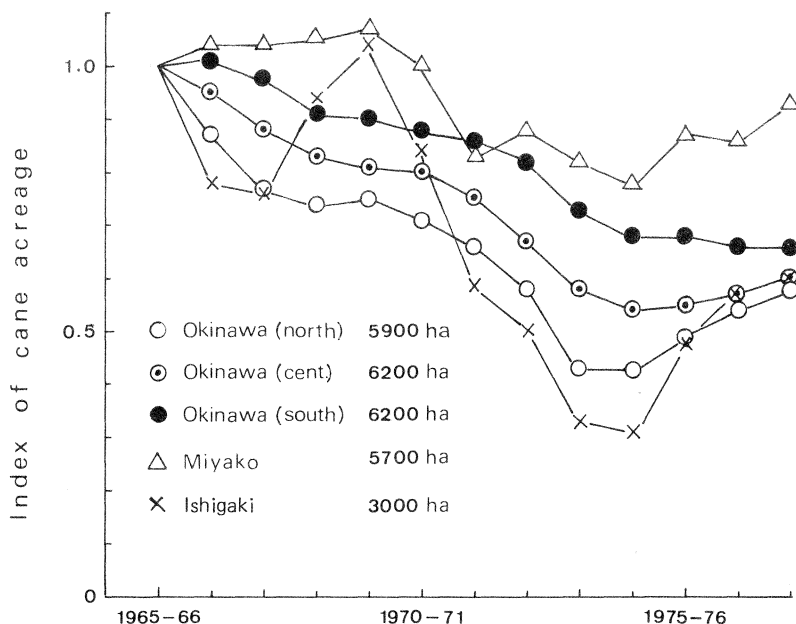 Index of cane acreage
1.0
0.5
0
Okinawa (north) 5900 ha
Okinawa (cent.) 6200 ha
Okinawa (south) 6200 ha
Miyako 5700 ha
Ishigaki 3000 ha
1965-66 1970-71 1975-76